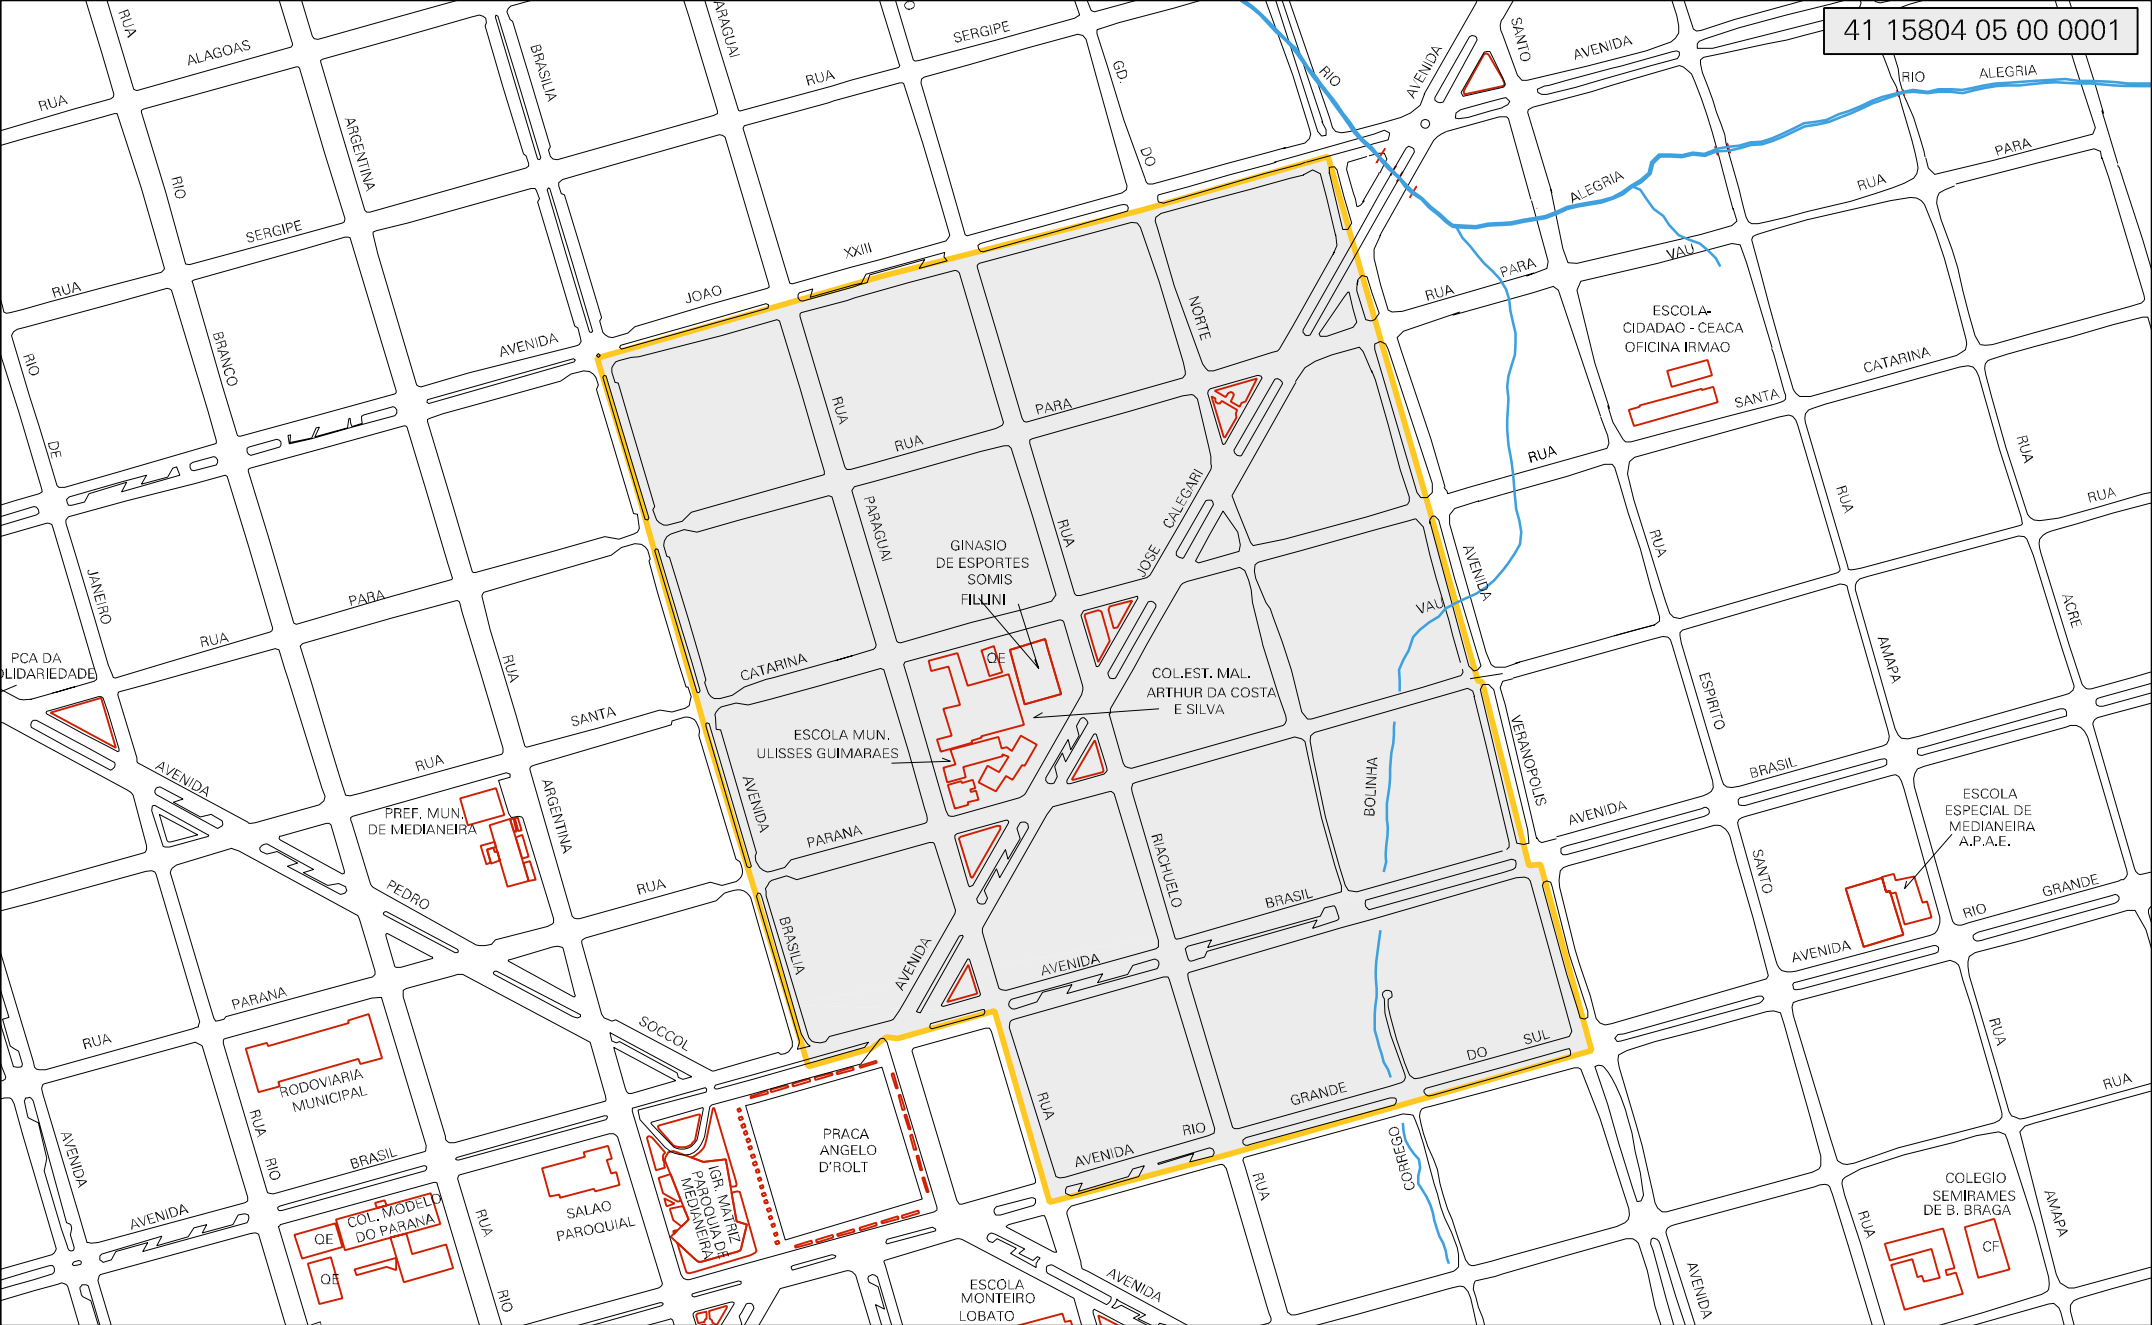 41 15804 05 00 0001
RUA
ALAGOAS
RUA
BRASILIA
ARAGUAI
SERGIPE
RUA
GD.
DO
RIO
AVENIDA
SANTO
AVENIDA
RIO
ALEGRIA
ARGENTINA
RIO
SERGIPE
RUA
XXIII
JOAO
AVENIDA
BRANCO
RIO
DE
JANEIRO
ALEGRIA
PARA
RUA
VAU
PARA
RUA
NORTE
PARA
RUA
RUA
PARAGUAI
RUA
CALEGARI
JOSE
ESCOLA-
CIDADAO - CEACA
OFICINA IRMAO
SANTA
CATARINA
RUA
RUA
RUA
RUA
RUA
GINASIO
DE ESPORTES
SOMIS
FILLINI
QE
AVENIDA
VAU
PARA
RUA
PCA DA
OLIDARIEDADE
RUA
SANTA
RUA
CATARINA
COL.EST. MAL.
ARTHUR DA COSTA
E SILVA
ESCOLA MUN.
ULISSES GUIMARAES
ESPIRITO
AMAPA
ACRE
VERANOPOLIS
BRASIL
AVENIDA
AVENIDA
PREF. MUN.
DE MEDIANEIRA
ARGENTINA
AVENIDA
PARANA
RUA
BOLINHA
RIACHUELO
BRASIL
AVENIDA
ESCOLA
ESPECIAL DE
MEDIANEIRA
A.P.A.E.
SANTO
GRANDE
RIO
AVENIDA
PEDRO
BRASILIA
AVENIDA
PARANA
RUA
SOCCOL
RODOVIARIA
MUNICIPAL
DO
SUL
GRANDE
RIO
AVENIDA
RUA
RUA
RUA
RUA
RIO
AVENIDA
BRASIL
AVENIDA
PRACA
ANGELO
D'ROLT
IGR. MATRIZ
PAROQUIA DE
MEDIANEIRA
SALAO
PAROQUIAL
COL. MODELO
DO PARANA
QE
QE
RUA
RIO
CORREGO
RUA
AVENIDA
ESCOLA
MONTEIRO
LOBATO
COLEGIO
SEMIRAMES
DE B. BRAGA
CF
RUA
AMAPA
AVENIDA